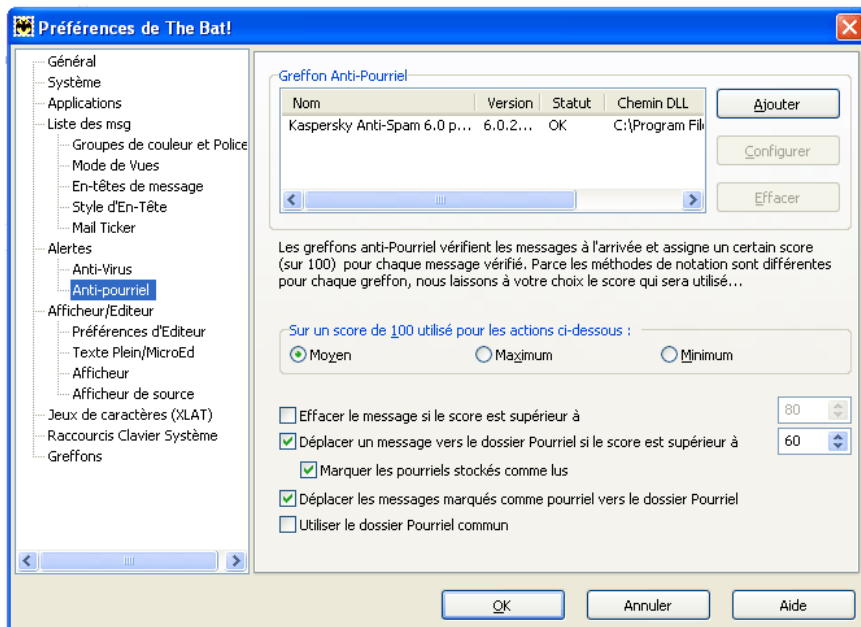 Préférences de The Bat!
Général
Système
Applications
Liste des msg
Groupes de couleur et Police
Mode de Vues
En-têtes de message
Style d'En-Tête
Mail Ticker
Alertes
Anti-Virus
Anti-pourriel
Afficheur/Editeur
Préférences d'Editeur
Texte Plein/MicroEd
Afficheur
Afficheur de source
Jeux de caractères (XLAT)
Raccourcis Clavier Système
Greffons
Greffon Anti-Pourriel
Nom Version Statut Chemin DLL
Kaspersky Anti-Spam 6.0 p... 6.0.2... OK C:\Program Fil
Ajouter
Configurer
Effacer
Les greffons anti-Pourriel vérifient les messages à l'arrivée et assigne un certain score
(sur 100) pour chaque message vérifié. Parce les méthodes de notation sont différentes
pour chaque greffon, nous laissons à votre choix le score qui sera utilisé...
Sur un score de 100 utilisé pour les actions ci-dessous :
Moyen Maximum Minimum
Effacer le message si le score est supérieur à 80
Déplacer un message vers le dossier Pourriel si le score est supérieur à 60
Marquer les pourriels stockés comme lus
Déplacer les messages marqués comme pourriel vers le dossier Pourriel
Utiliser le dossier Pourriel commun
OK Annuler Aide